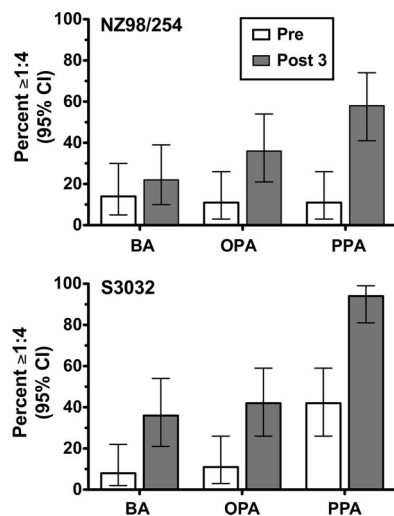 NZ98/254
Pre
Post 3
Percent ≥1:4
(95% CI)
100
80
60
40
20
BA
OPA
PPA
S3032
Percent ≥1:4
(95% CI)
100
80
60
40
20
0
BA
OPA
PPA